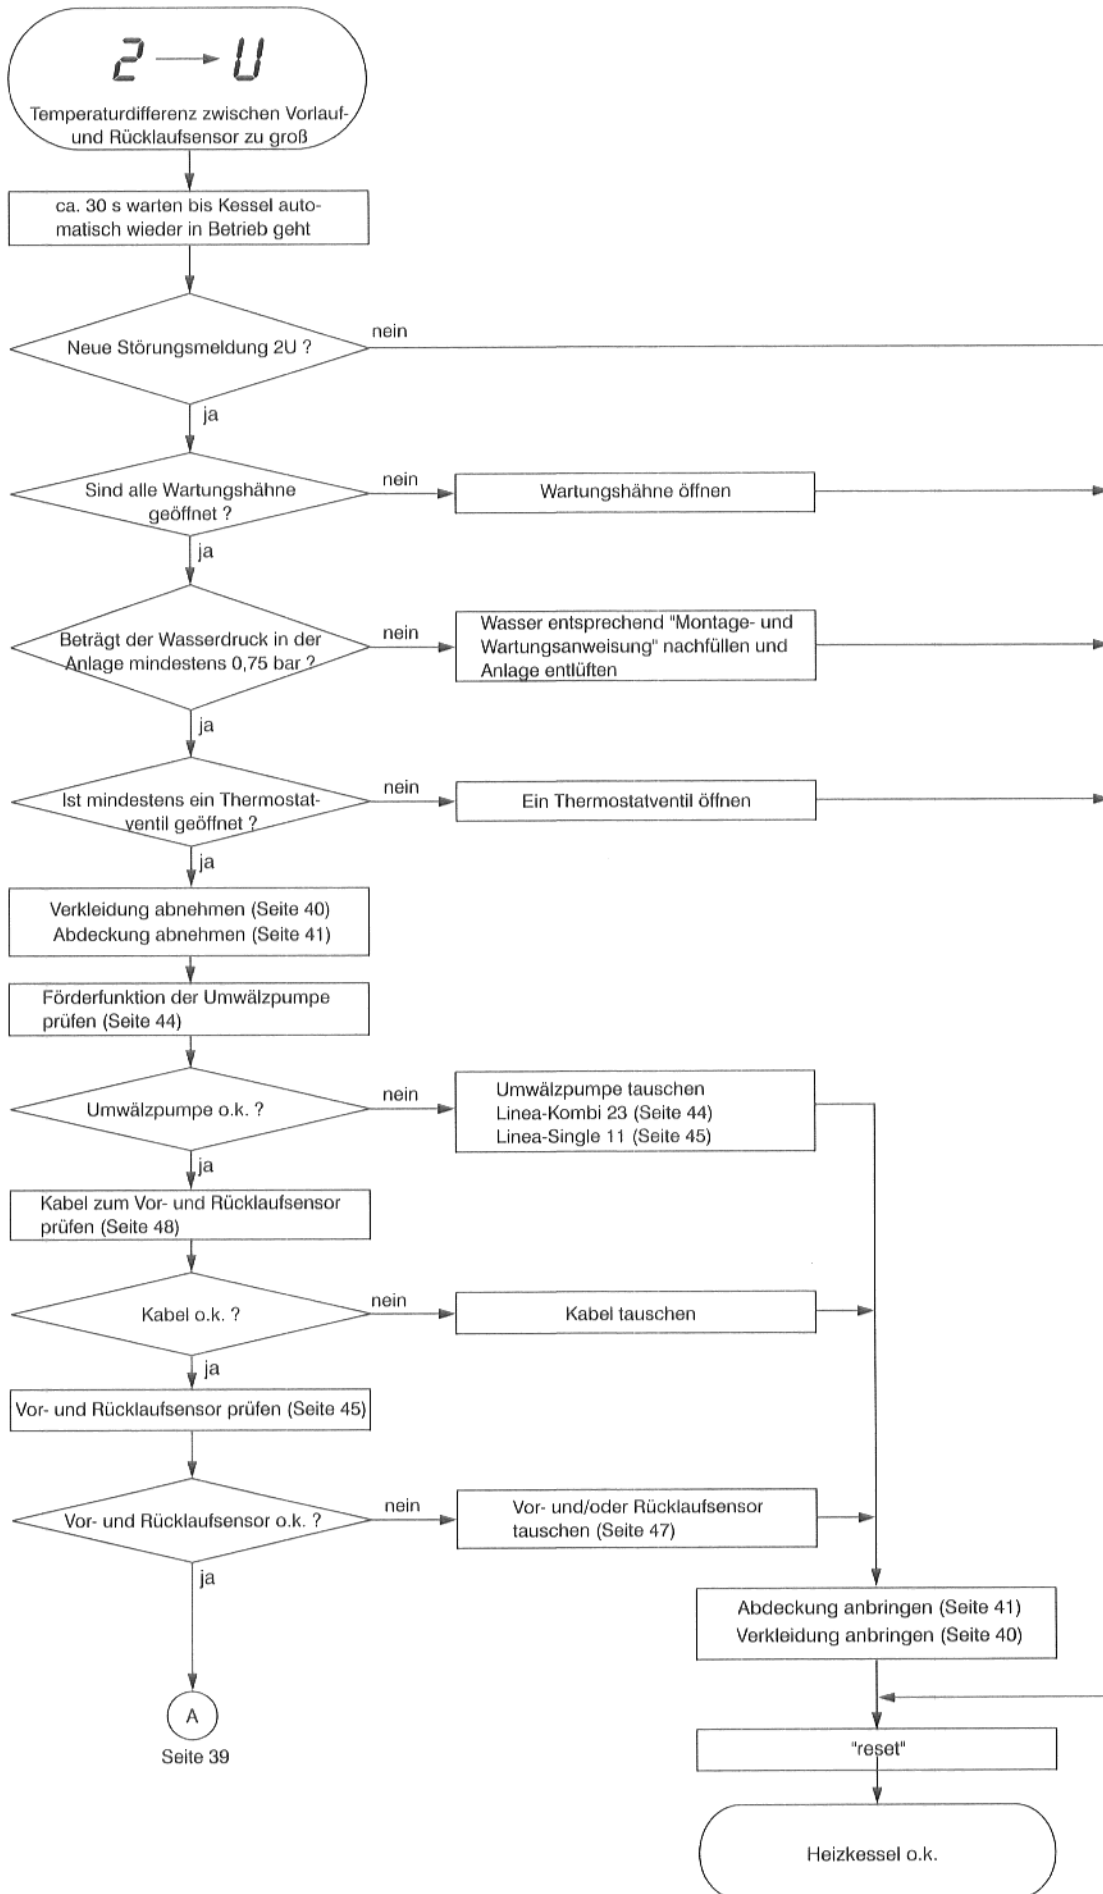 2 → U
Temperaturdifferenz zwischen Vorlauf-
und Rücklaufsensor zu groß
ca. 30 s warten bis Kessel auto-
matisch wieder in Betrieb geht
Neue Störungsmeldung 2U ?
nein
ja
Sind alle Wartungshähne
geöffnet ?
nein
Wartungshähne öffnen
ja
Beträgt der Wasserdruck in der
Anlage mindestens 0,75 bar ?
nein
Wasser entsprechend "Montage- und
Wartungsanweisung" nachfüllen und
Anlage entlüften
ja
Ist mindestens ein Thermostat-
ventil geöffnet ?
nein
Ein Thermostatventil öffnen
ja
Verkleidung abnehmen (Seite 40)
Abdeckung abnehmen (Seite 41)
Förderfunktion der Umwälzpumpe
prüfen (Seite 44)
Umwälzpumpe o.k. ?
nein
Umwälzpumpe tauschen
Linea-Kombi 23 (Seite 44)
Linea-Single 11 (Seite 45)
ja
Kabel zum Vor- und Rücklaufsensor
prüfen (Seite 48)
Kabel o.k. ?
nein
Kabel tauschen
ja
Vor- und Rücklaufsensor prüfen (Seite 45)
Vor- und Rücklaufsensor o.k. ?
nein
Vor- und/oder Rücklaufsensor
tauschen (Seite 47)
ja
Abdeckung anbringen (Seite 41)
Verkleidung anbringen (Seite 40)
A
Seite 39
"reset"
Heizkessel o.k.